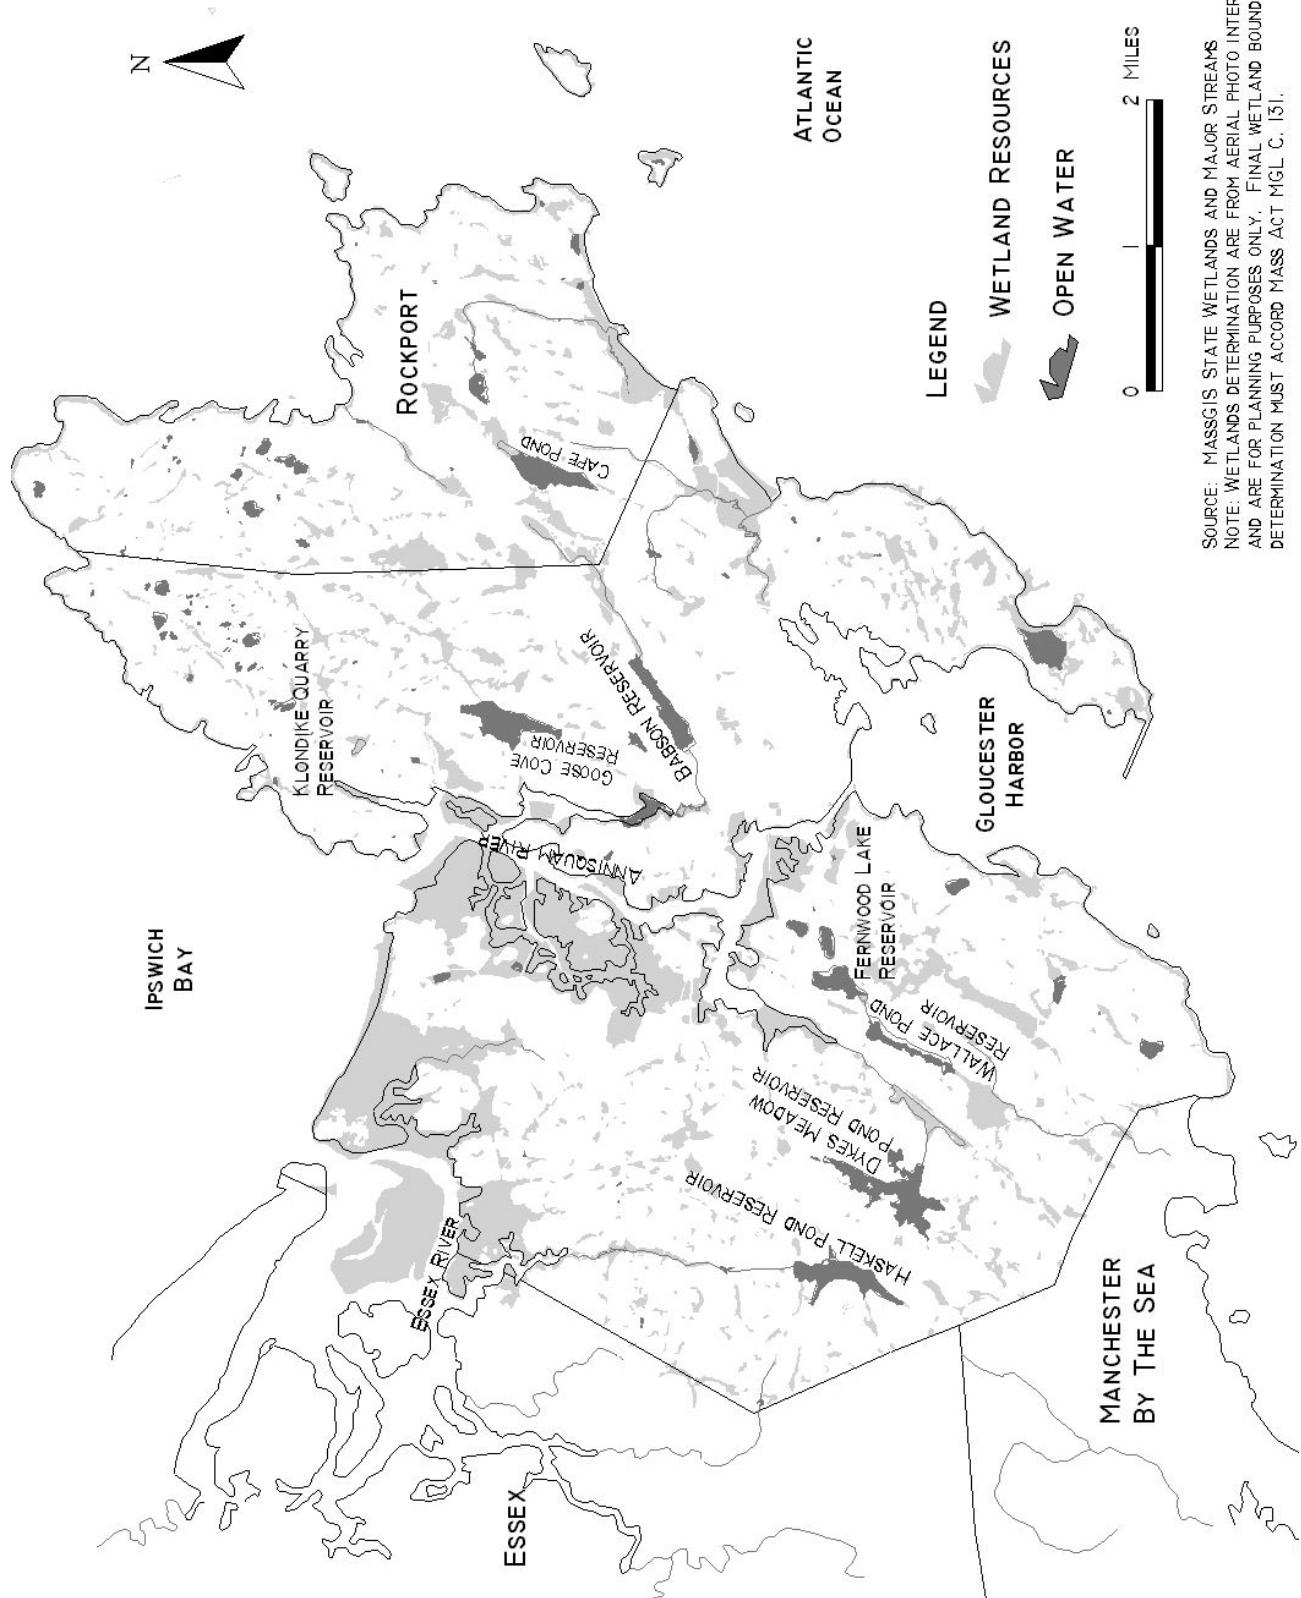 N
IPSWICH
BAY
ATLANTIC
OCEAN
ROCKPORT
CAPE POND
KLONDIKE QUARRY
RESERVOIR
GOOSE COVE
RESERVOIR
BABSON RESERVOIR
ANNISQUAM RIVER
ESSEX RIVER
ESSEX
HASKELL POND RESERVOIR
DYKES MEADOW
POND RESERVOIR
WALLACE POND
RESERVOIR
FERNWOOD LAKE
RESERVOIR
GLOUCESTER
HARBOR
MANCHESTER
BY THE SEA
LEGEND
WETLAND RESOURCES
OPEN WATER
0 1 2 MILES
SOURCE: MASSGIS STATE WETLANDS AND MAJOR STREAMS
NOTE: WETLANDS DETERMINATION ARE FROM AERIAL PHOTO INTER
AND ARE FOR PLANNING PURPOSES ONLY. FINAL WETLAND BOUND
DETERMINATION MUST ACCORD MASS ACT MGL C. 131.